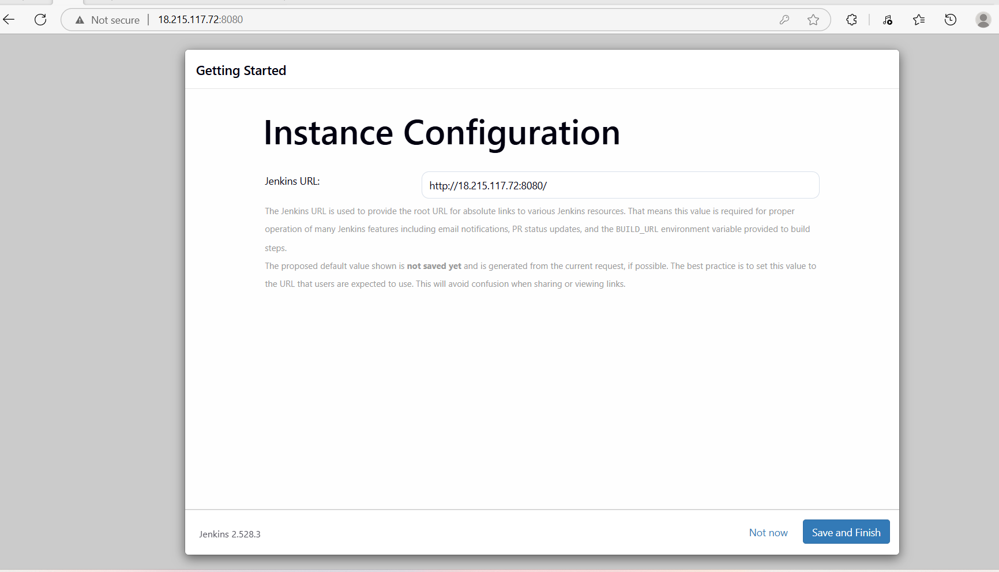 Not secure | 18.215.117.72:8080
Getting Started
Instance Configuration
Jenkins URL:
http://18.215.117.72:8080/
The Jenkins URL is used to provide the root URL for absolute links to various Jenkins resources. That means this value is required for proper
operation of many Jenkins features including email notifications, PR status updates, and the BUILD_URL environment variable provided to build
steps.
The proposed default value shown is not saved yet and is generated from the current request, if possible. The best practice is to set this value to
the URL that users are expected to use. This will avoid confusion when sharing or viewing links.
Jenkins 2.528.3
Not now
Save and Finish